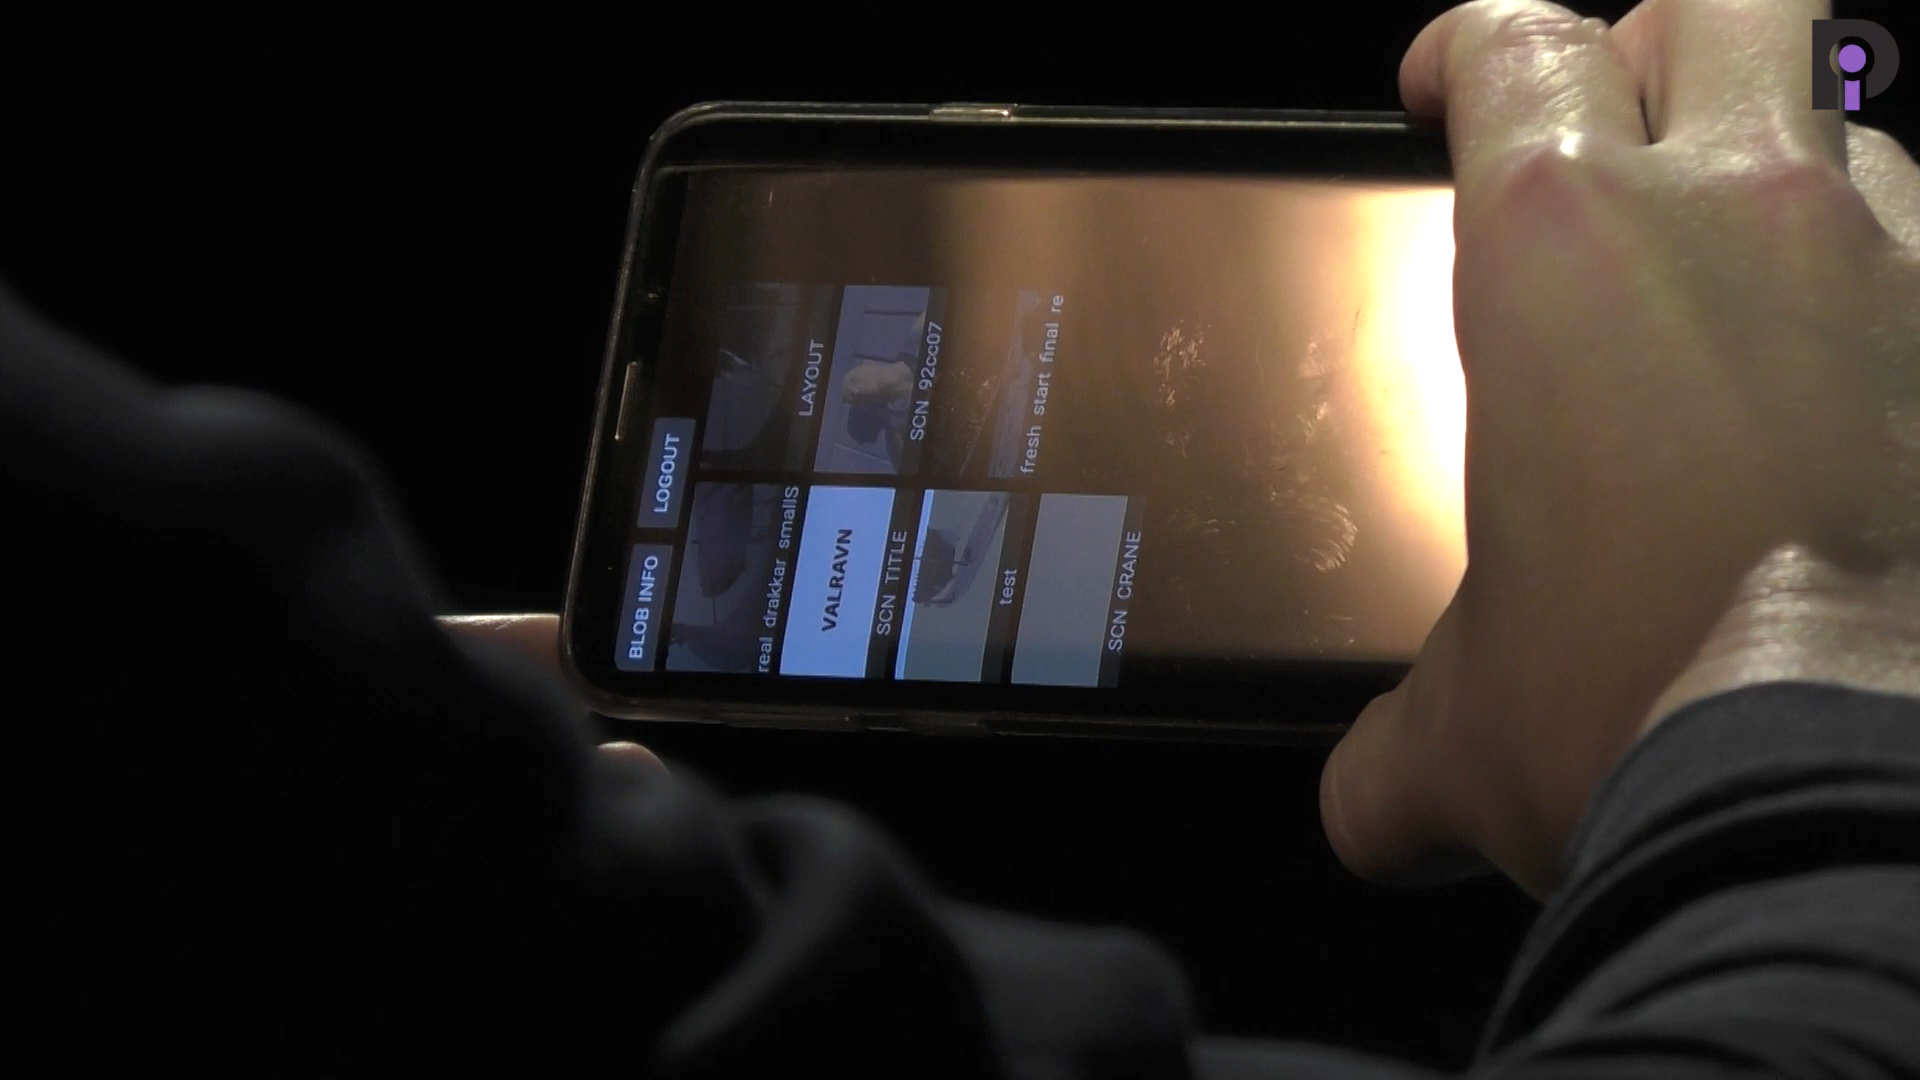 BLOB INFO
LOGOUT
real drakkar smallS
LAYOUT
VALRAVN
SCN TITLE
SCN 92cc07
test
fresh start final re
SCN CRANE